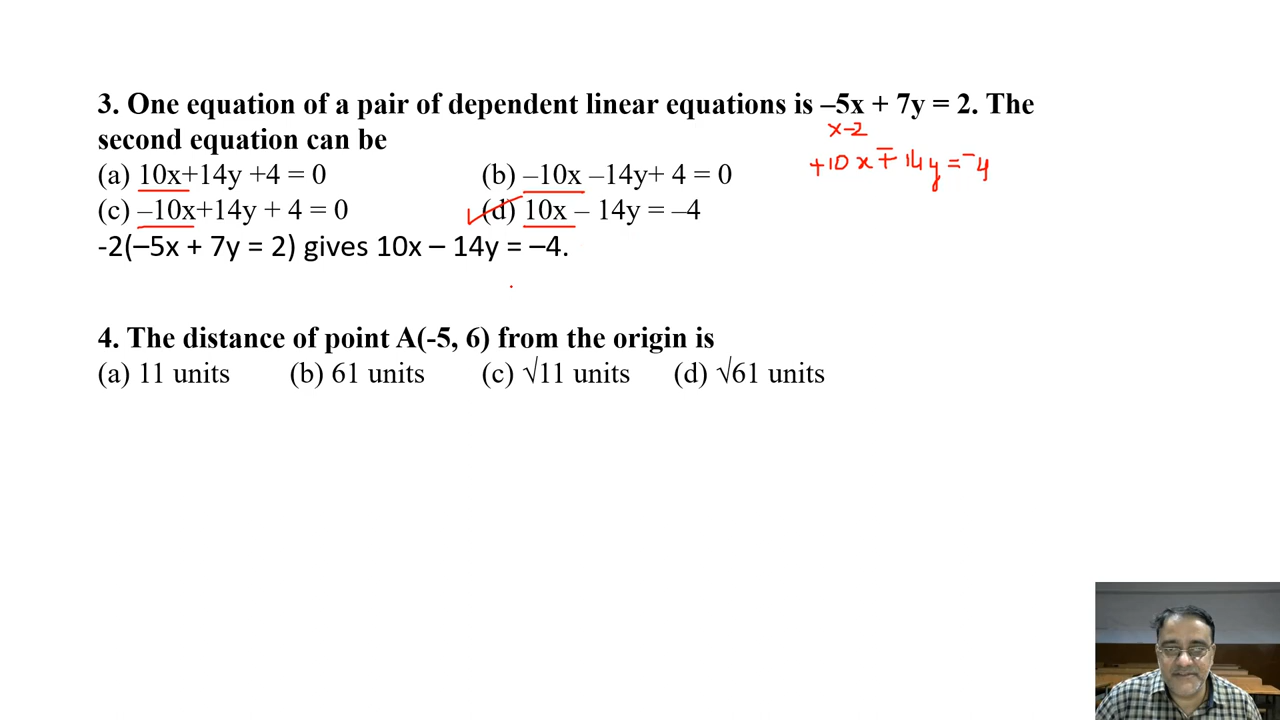 3. One equation of a pair of dependent linear equations is –5x + 7y = 2. The
second equation can be
x-2
(a) 10x+14y +4 = 0 (b) –10x –14y+ 4 = 0
+10x ∓ 14y = -4
(c) –10x+14y + 4 = 0 (d) 10x – 14y = –4
-2(–5x + 7y = 2) gives 10x – 14y = –4.
4. The distance of point A(-5, 6) from the origin is
(a) 11 units (b) 61 units (c) √11 units (d) √61 units